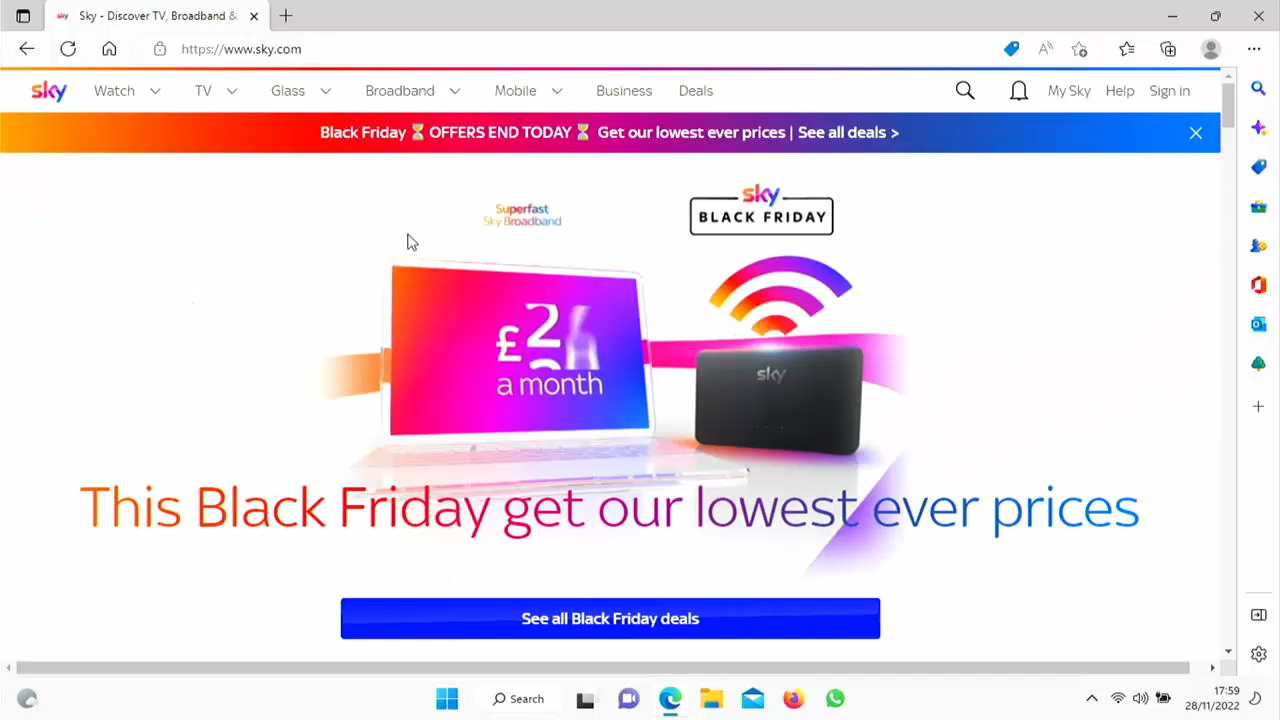 Sky - Discover TV, Broadband &
https://www.sky.com
sky
Watch
TV
Glass
Broadband
Mobile
Business
Deals
My Sky
Help
Sign in
Black Friday ⏳ OFFERS END TODAY ⏳ Get our lowest ever prices | See all deals >
Superfast
Sky Broadband
sky
BLACK FRIDAY
£2
a month
sky
This Black Friday get our lowest ever prices
See all Black Friday deals
Search
17:59
28/11/2022